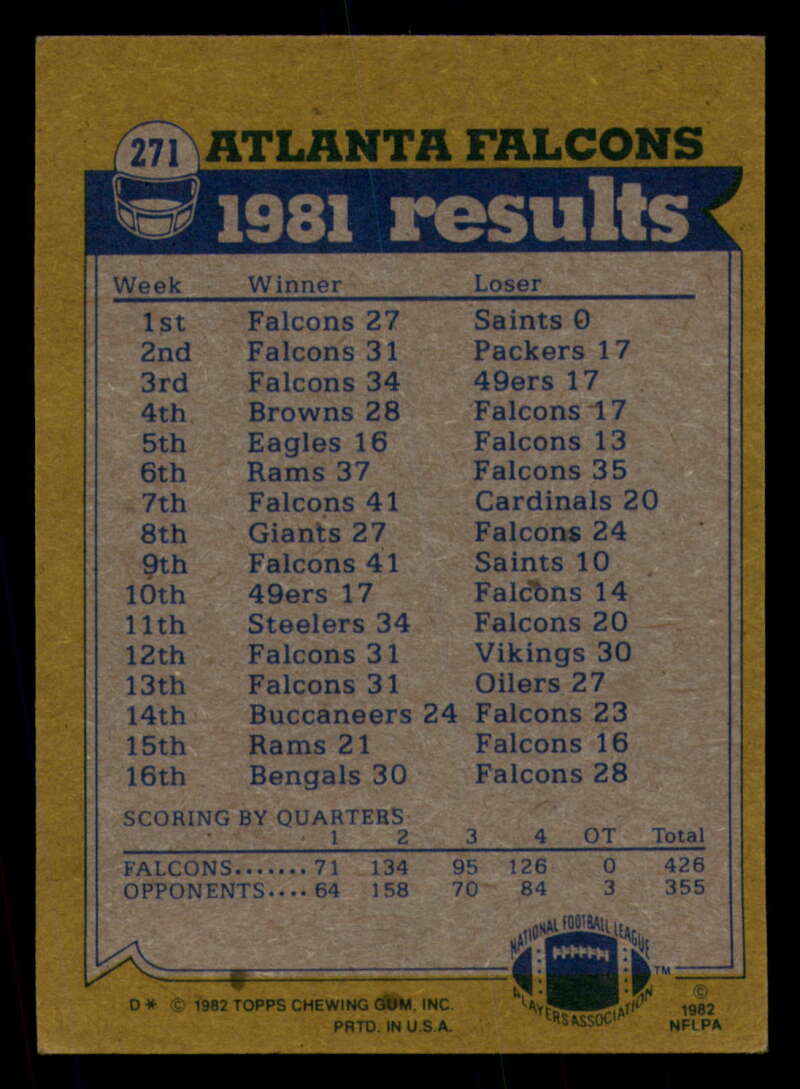 271 ATLANTA FALCONS
1981 results
Week Winner Loser
1st Falcons 27 Saints 0
2nd Falcons 31 Packers 17
3rd Falcons 34 49ers 17
4th Browns 28 Falcons 17
5th Eagles 16 Falcons 13
6th Rams 37 Falcons 35
7th Falcons 41 Cardinals 20
8th Giants 27 Falcons 24
9th Falcons 41 Saints 10
10th 49ers 17 Falcons 14
11th Steelers 34 Falcons 20
12th Falcons 31 Vikings 30
13th Falcons 31 Oilers 27
14th Buccaneers 24 Falcons 23
15th Rams 21 Falcons 16
16th Bengals 30 Falcons 28
SCORING BY QUARTERS
1 2 3 4 OT Total
FALCONS....... 71 134 95 126 0 426
OPPONENTS.... 64 158 70 84 3 355
NATIONAL FOOTBALL LEAGUE
PLAYERS ASSOCIATION
TM
D* © 1982 TOPPS CHEWING GUM, INC.
PRTD. IN U.S.A.
©
1982
NFLPA